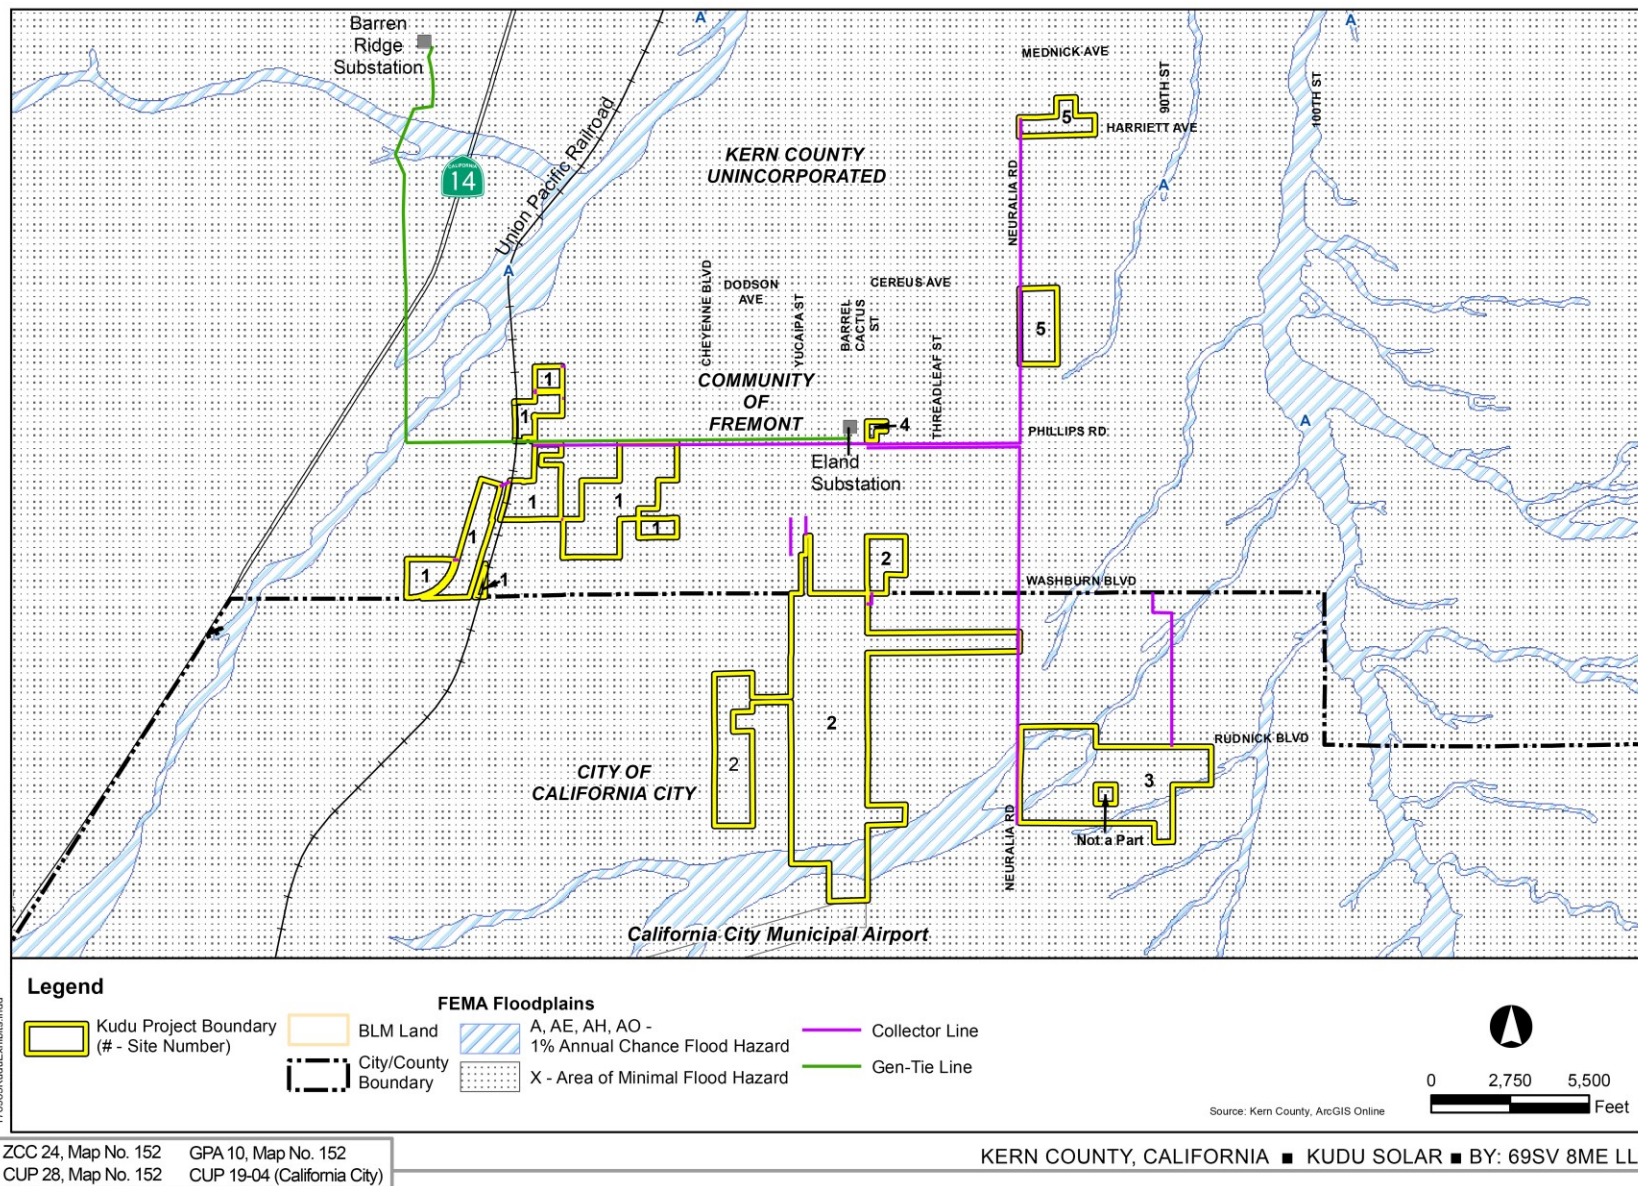 Barren
Ridge
Substation
A
A
MEDNICK AVE
90TH ST
100TH ST
5
HARRIETT AVE
Union Pacific Railroad
CALIFORNIA
14
KERN COUNTY
UNINCORPORATED
NEURALIA RD
A
A
CHEYENNE BLVD
DODSON
AVE
YUCAIPA ST
BARREL
CACTUS
ST
CEREUS AVE
THREADLEAF ST
5
1
1
COMMUNITY
OF
FREMONT
4
PHILLIPS RD
A
Eland
Substation
1
1
1
1
1
1
2
WASHBURN BLVD
2
2
CITY OF
CALIFORNIA CITY
RUDNICK BLVD
3
Not a Part
NEURALIA RD
California City Municipal Airport
Legend
Kudu Project Boundary
(# - Site Number)
BLM Land
City/County
Boundary
FEMA Floodplains
A, AE, AH, AO -
1% Annual Chance Flood Hazard
X - Area of Minimal Flood Hazard
Collector Line
Gen-Tie Line
0 2,750 5,500
Feet
Source: Kern County, ArcGIS Online
ZCC 24, Map No. 152 GPA 10, Map No. 152
CUP 28, Map No. 152 CUP 19-04 (California City)
KERN COUNTY, CALIFORNIA ■ KUDU SOLAR ■ BY: 69SV 8ME LL